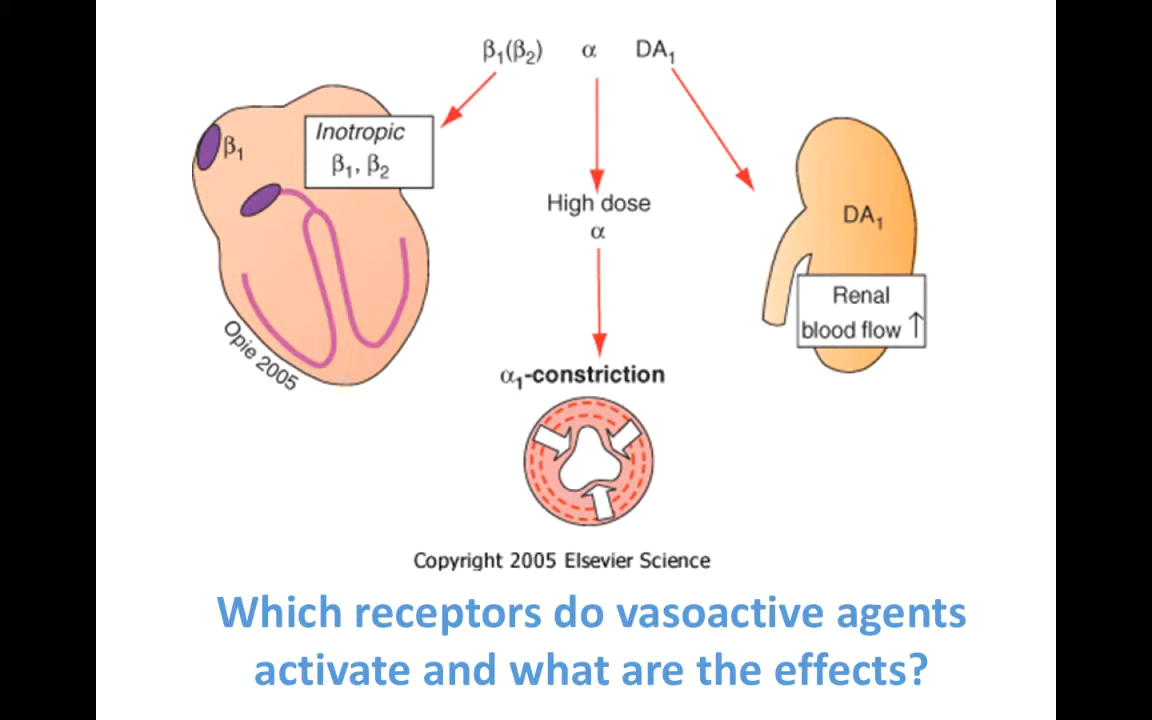 β₁(β₂) α DA₁
β₁
Inotropic
β₁, β₂
High dose
α
DA₁
Renal
blood flow ↑
Opie 2005
α₁-constriction
Copyright 2005 Elsevier Science
Which receptors do vasoactive agents
activate and what are the effects?